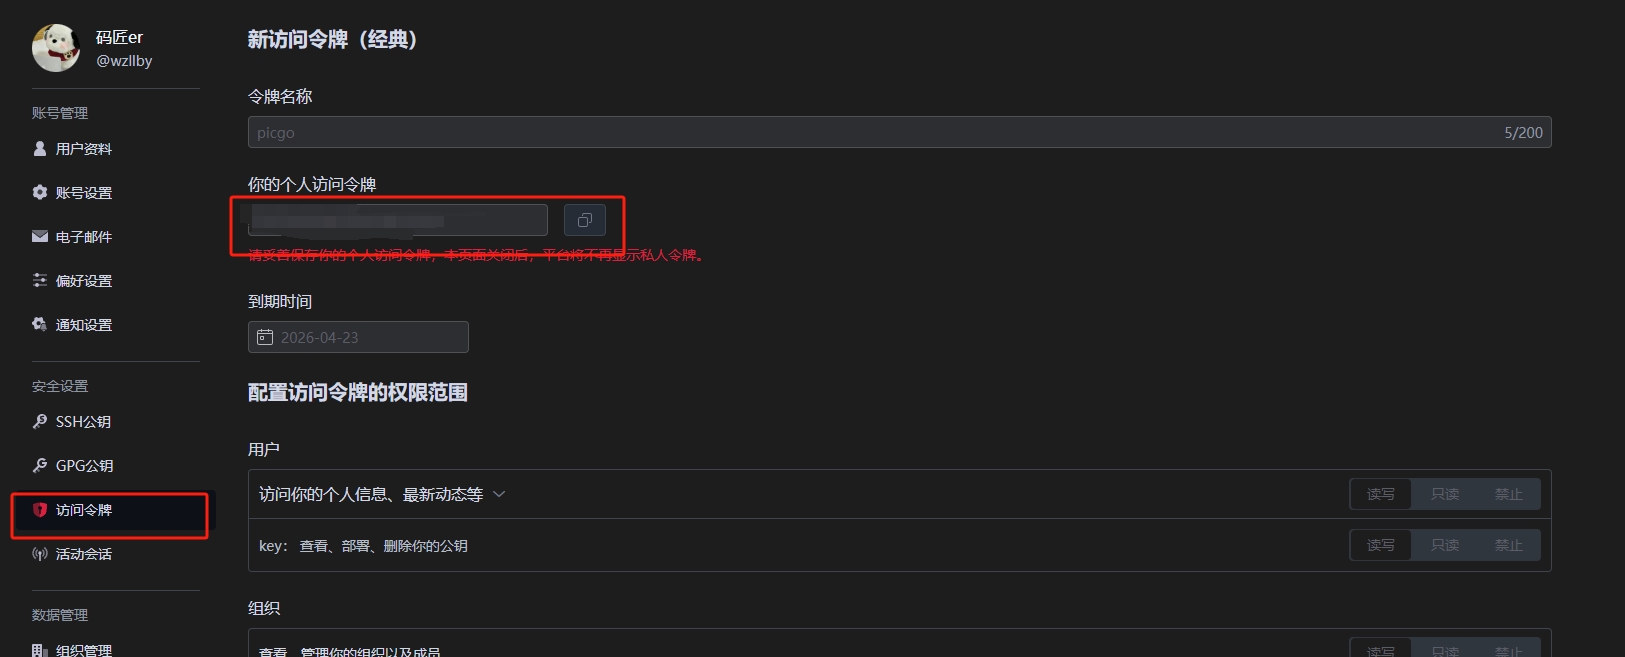 码匠er
@wzllby
账号管理
用户资料
账号设置
电子邮件
偏好设置
通知设置
安全设置
SSH公钥
GPG公钥
访问令牌
活动会话
数据管理
组织管理
新访问令牌（经典）
令牌名称
picgo
5/200
你的个人访问令牌
请妥善保存你的个人访问令牌，本页面关闭后，平台将不再显示私人令牌。
到期时间
2026-04-23
配置访问令牌的权限范围
用户
访问你的个人信息、最新动态等
读写 只读 禁止
key： 查看、部署、删除你的公钥
读写 只读 禁止
组织
查看、管理你的组织以及成员
读写 只读 禁止